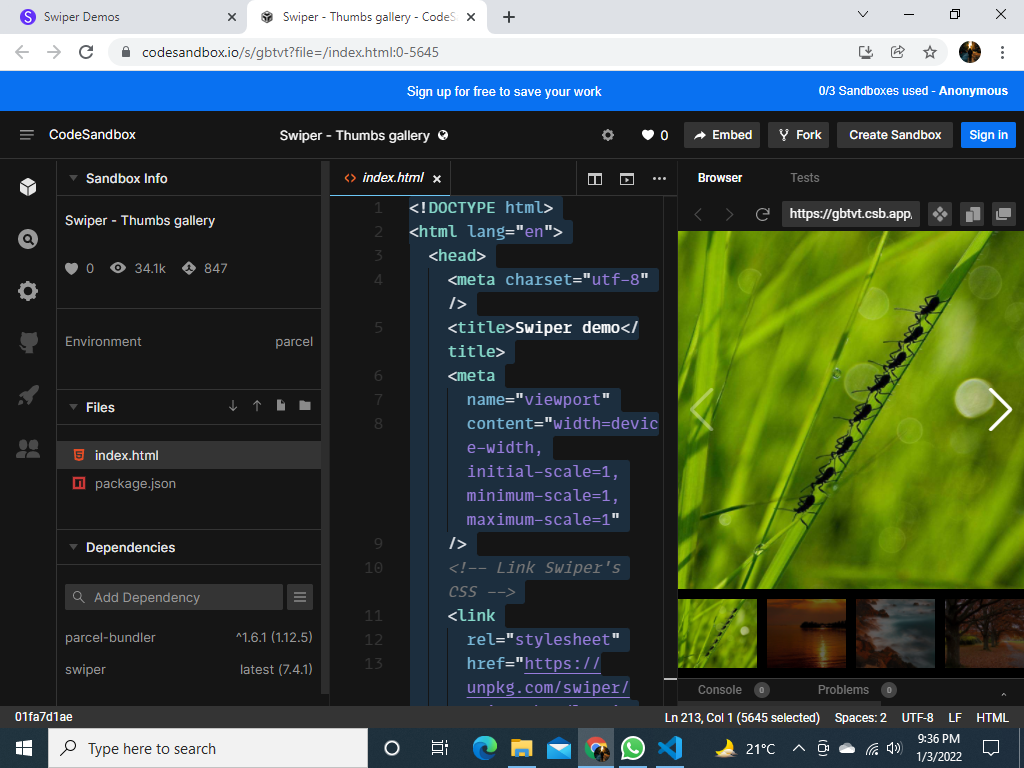 Swiper Demos
Swiper - Thumbs gallery - CodeS
codesandbox.io/s/gbtvt?file=/index.html:0-5645
Sign up for free to save your work
0/3 Sandboxes used - Anonymous
CodeSandbox
Swiper - Thumbs gallery
0
Embed
Fork
Create Sandbox
Sign in
Sandbox Info
Swiper - Thumbs gallery
0 34.1k 847
Environment parcel
Files
index.html
package.json
Dependencies
Add Dependency
parcel-bundler ^1.6.1 (1.12.5)
swiper latest (7.4.1)
index.html
1 <!DOCTYPE html>
2 <html lang="en">
3 <head>
4 <meta charset="utf-8"
/>
5 <title>Swiper demo</
title>
6 <meta
7 name="viewport"
8 content="width=devic
e-width,
initial-scale=1,
minimum-scale=1,
maximum-scale=1"
9 />
10 <!-- Link Swiper's
CSS -->
11 <link
12 rel="stylesheet"
13 href="https://
unpkg.com/swiper/
Browser
Tests
https://gbtvt.csb.app/
Console 0
Problems 0
01fa7d1ae
Ln 213, Col 1 (5645 selected) Spaces: 2 UTF-8 LF HTML
Type here to search
21°C
9:36 PM
1/3/2022